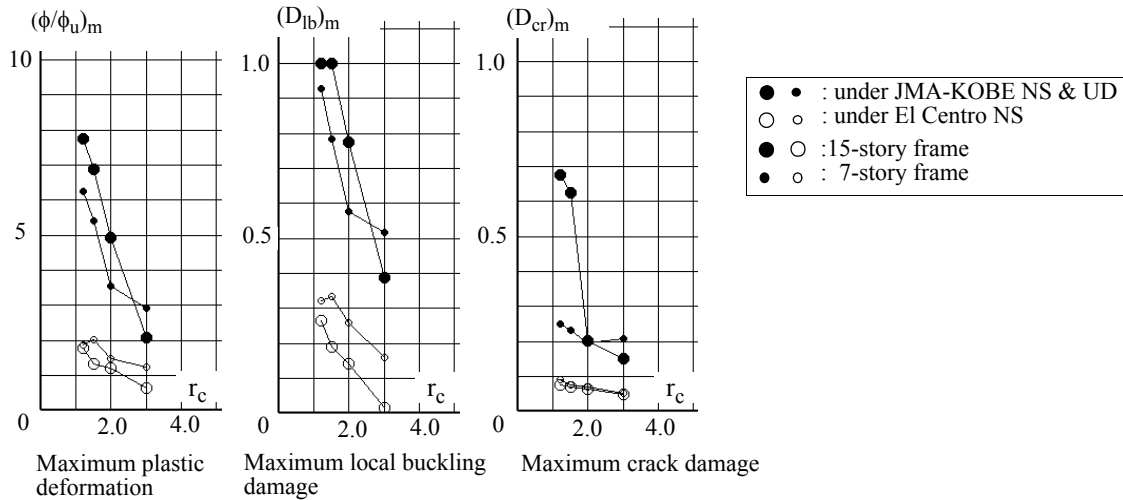 (ϕ/ϕu)m
10
5
0
2.0 4.0
rc
Maximum plastic
deformation
(Dlb)m
1.0
0.5
0
2.0 4.0
rc
Maximum local buckling
damage
(Dcr)m
1.0
0.5
0
2.0 4.0
rc
Maximum crack damage
: under JMA-KOBE NS & UD
: under El Centro NS
:15-story frame
: 7-story frame